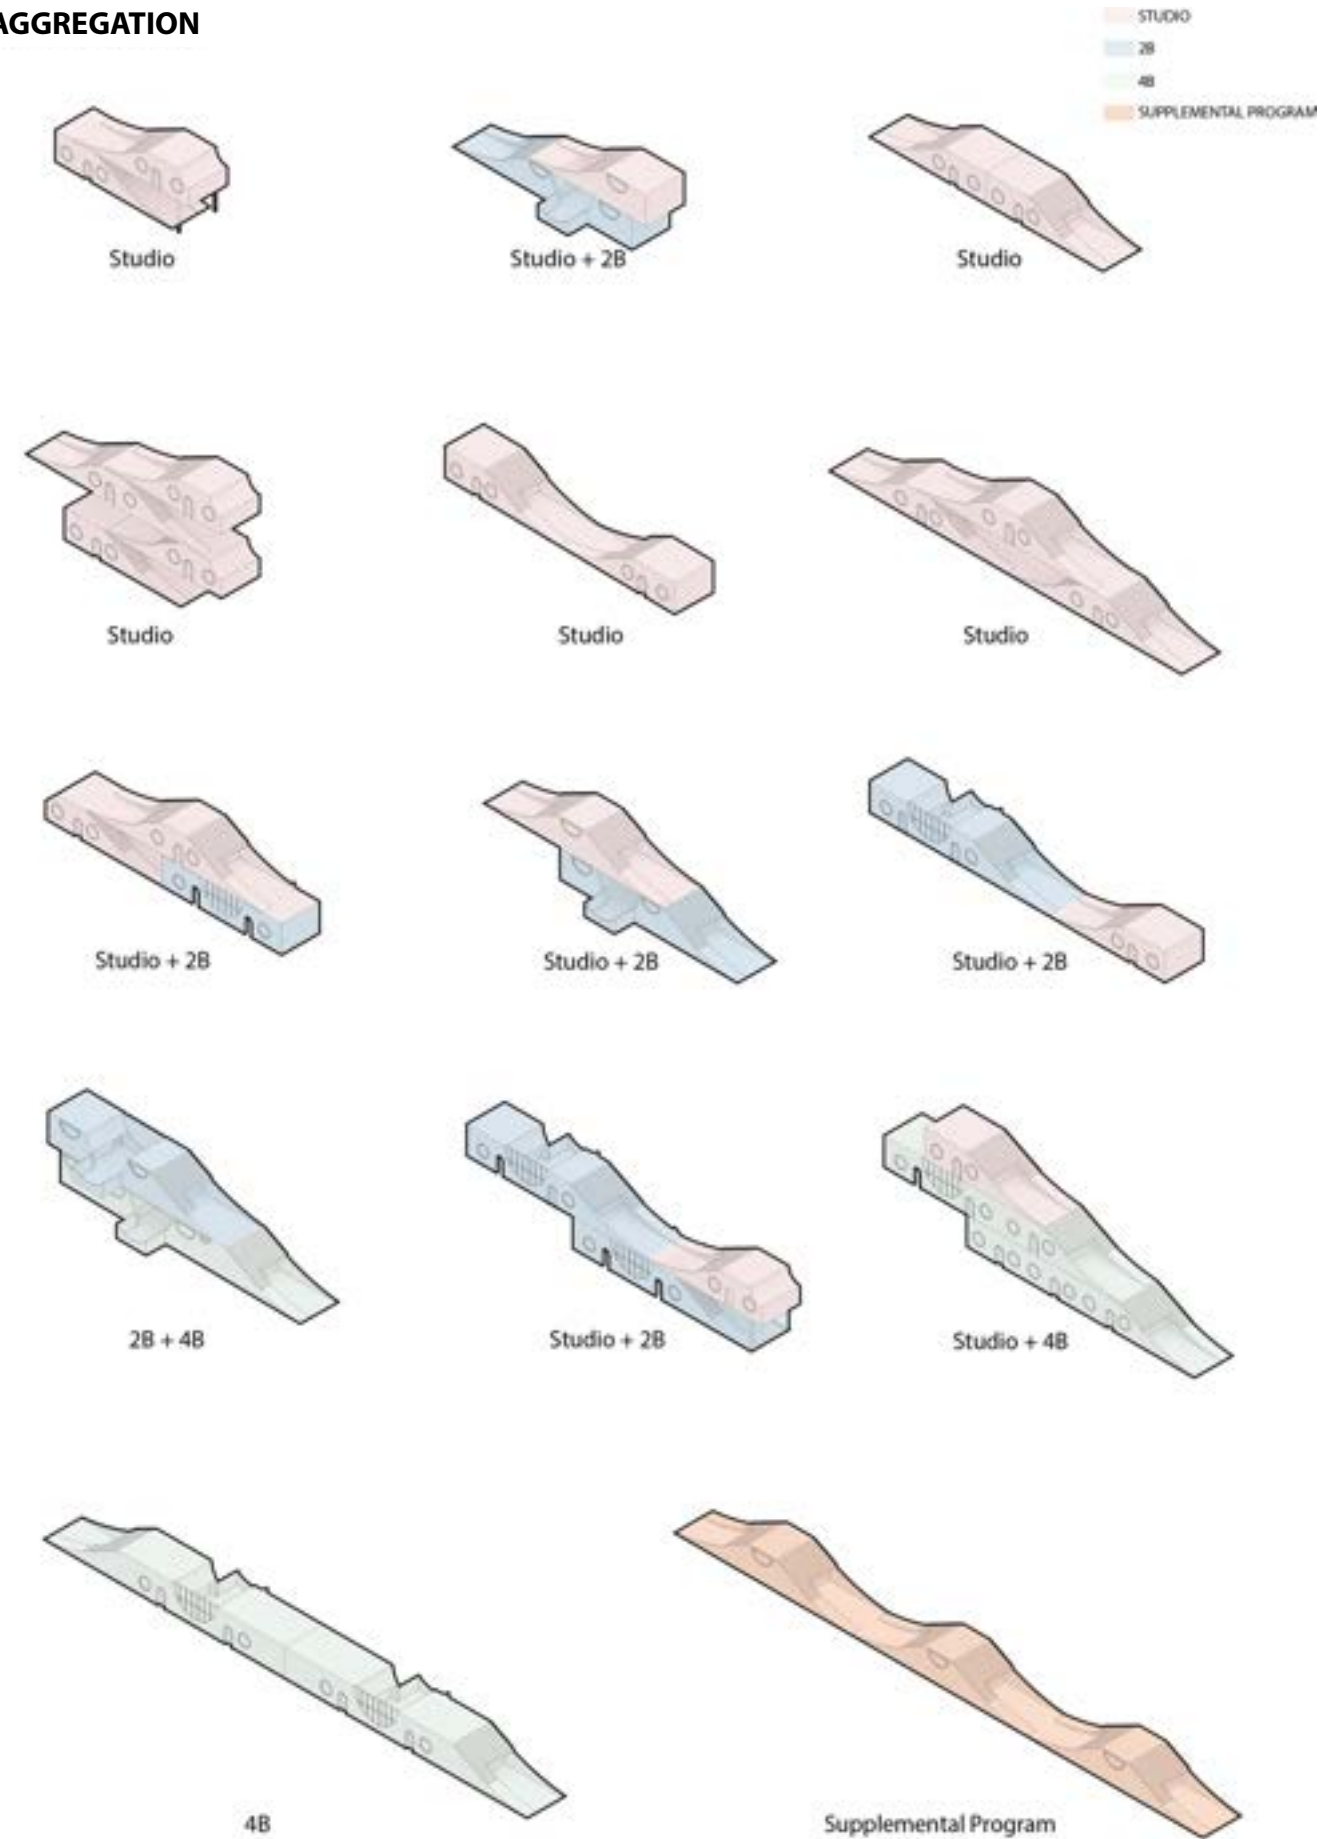 AGGREGATION
STUDIO
2B
4B
SUPPLEMENTAL PROGRAM
Studio
Studio + 2B
Studio
Studio
Studio
Studio
Studio + 2B
Studio + 2B
Studio + 2B
2B + 4B
Studio + 2B
Studio + 4B
4B
Supplemental Program